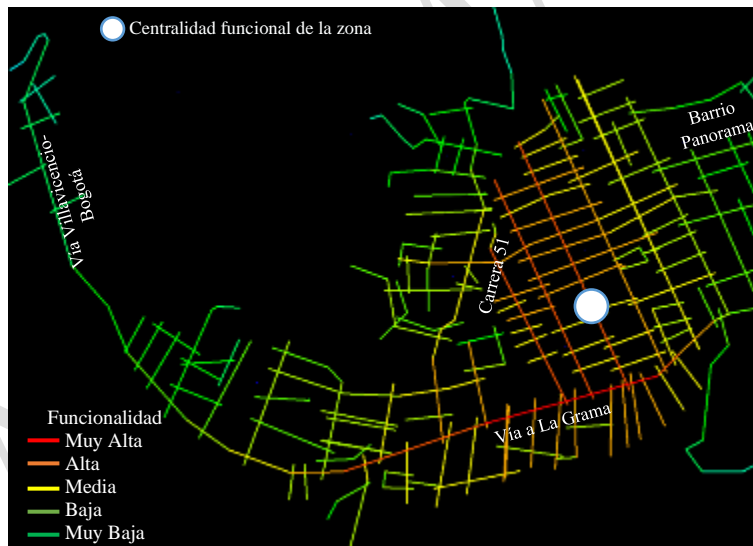 Centralidad funcional de la zona
Vía Villavicencio-
Bogotá
Barrio
Panorama
Carrera 51
Vía a La Grama
Funcionalidad
Muy Alta
Alta
Media
Baja
Muy Baja